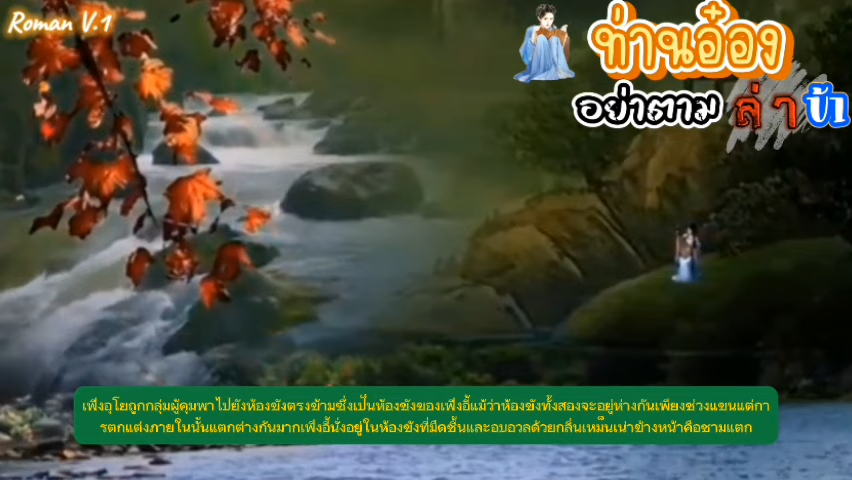 Roman V.1
ท่านอ๋อง
อย่าตาม ล่า ข้า
เฟิ่งอุโยถูกกลุ่มผู้คุมพาไปยังห้องขังตรงข้ามซึ่งเป็นห้องขังของเฟิ่งอี้แม้ว่าห้องขังทั้งสองจะอยู่ห่างกันเพียงช่วงแขนแต่กา
รตกแต่งภายในนั้นแตกต่างกันมากเฟิ่งอี้นั่งอยู่ในห้องขังที่มืดชื้นและอบอวลด้วยกลิ่นเหม็นเน่าข้างหน้าคือชามแตก